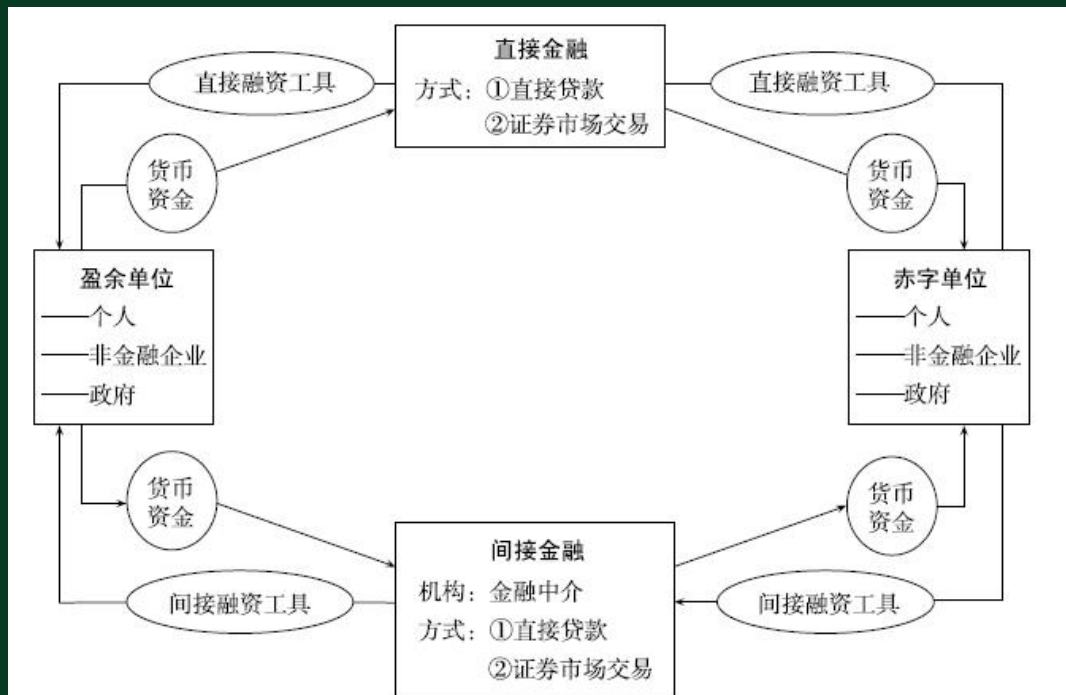 直接金融
方式：①直接贷款
②证券市场交易
直接融资工具
直接融资工具
货币
资金
货币
资金
盈余单位
——个人
——非金融企业
——政府
赤字单位
——个人
——非金融企业
——政府
货币
资金
货币
资金
间接金融
机构：金融中介
方式：①直接贷款
②证券市场交易
间接融资工具
间接融资工具